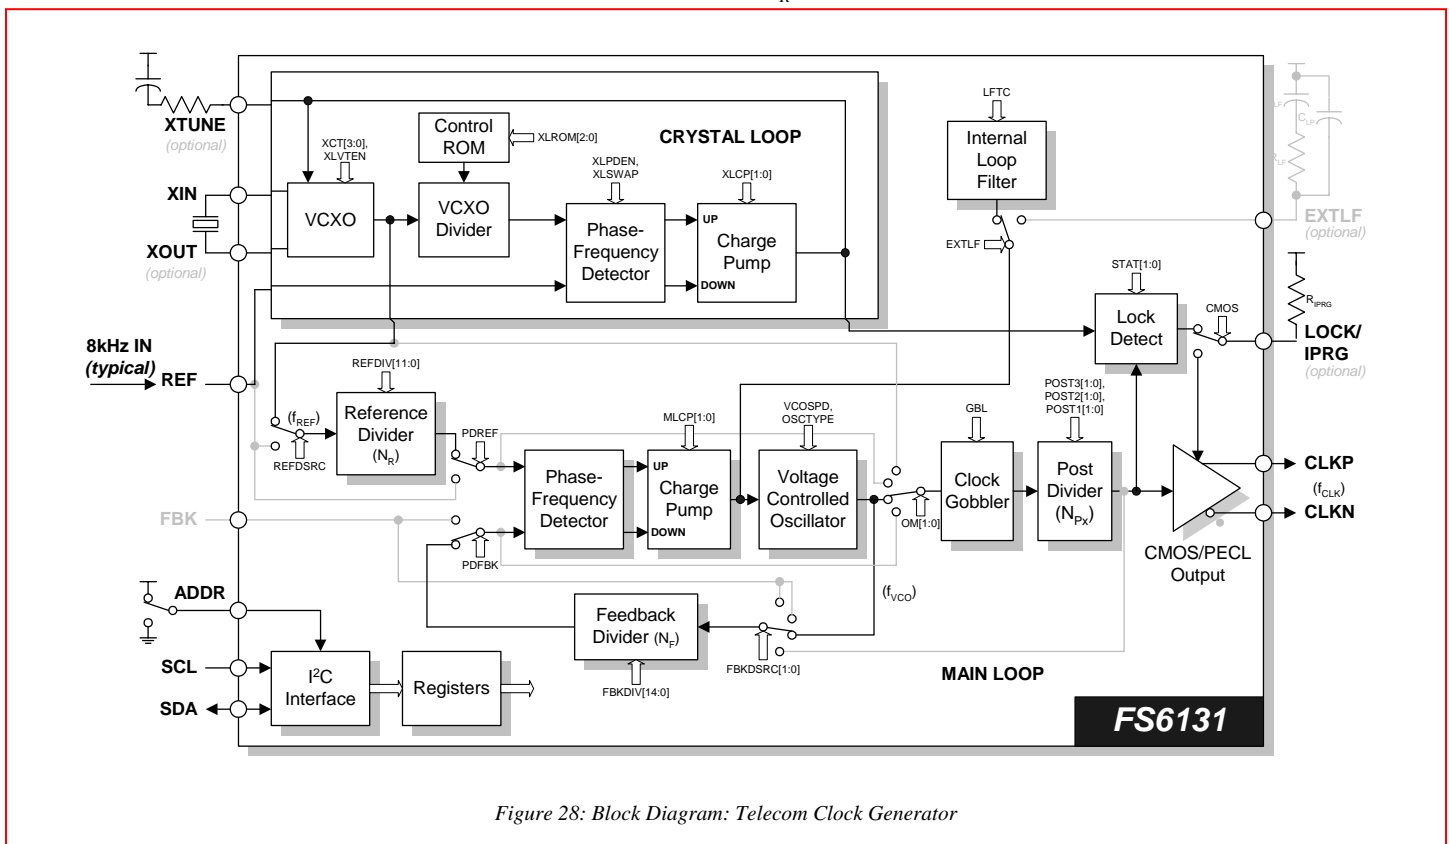 R
XTUNE
(optional)
XIN
XOUT
(optional)
8kHz IN
(typical)
REF
FBK
ADDR
SCL
SDA
XCT[3:0],
XLVTEN
VCXO
Control
ROM
XLROM[2:0]
VCXO
Divider
CRYSTAL LOOP
XLPDEN,
XLSWAP
Phase-
Frequency
Detector
XLCP[1:0]
UP
Charge
Pump
DOWN
LFTC
Internal
Loop
Filter
EXTLF
LF
CLP
RLF
EXTLF
(optional)
STAT[1:0]
Lock
Detect
CMOS
RIPRG
LOCK/
IPRG
(optional)
REFDIV[11:0]
(fREF)
Reference
Divider
(NR)
REFDSRC
PDREF
PDFBK
Phase-
Frequency
Detector
MLCP[1:0]
UP
Charge
Pump
DOWN
VCOSPD,
OSCTYPE
Voltage
Controlled
Oscillator
OM[1:0]
GBL
Clock
Gobbler
POST3[1:0],
POST2[1:0],
POST1[1:0]
Post
Divider
(NPx)
CLKP
(fCLK)
CLKN
CMOS/PECL
Output
(fVCO)
Feedback
Divider (NF)
FBKDSRC[1:0]
FBKDIV[14:0]
MAIN LOOP
I2C
Interface
Registers
FS6131
Figure 28: Block Diagram: Telecom Clock Generator